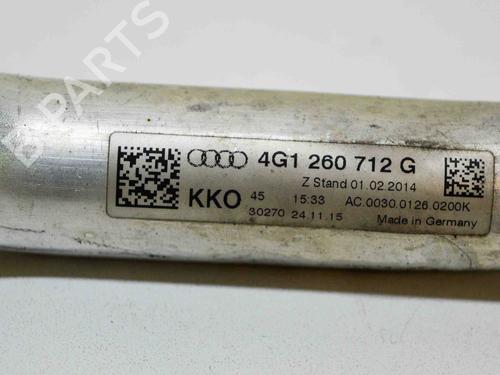 B PARTS
4G1 260 712 G
Z Stand 01.02.2014
KKO 45 15:33 AC.0030.0126.0200K
30270 24.11.15 Made in Germany